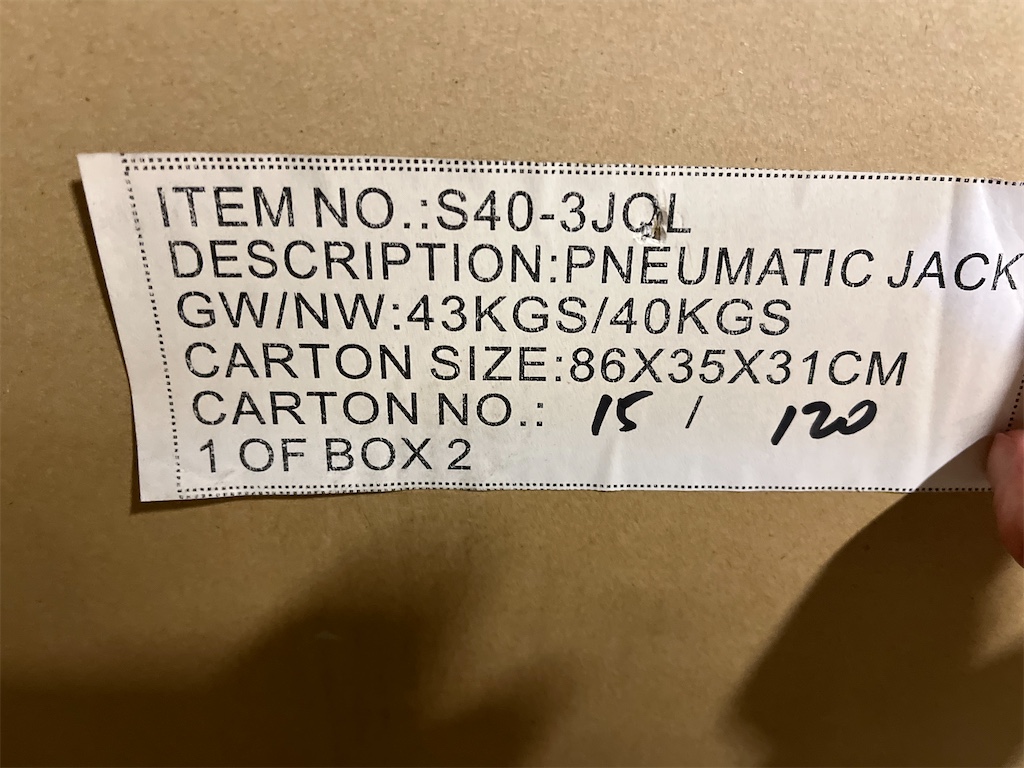 ITEM NO.:S40-3JQL
DESCRIPTION:PNEUMATIC JACK
GW/NW:43KGS/40KGS
CARTON SIZE:86X35X31CM
CARTON NO.: 15 / 120
1 OF BOX 2